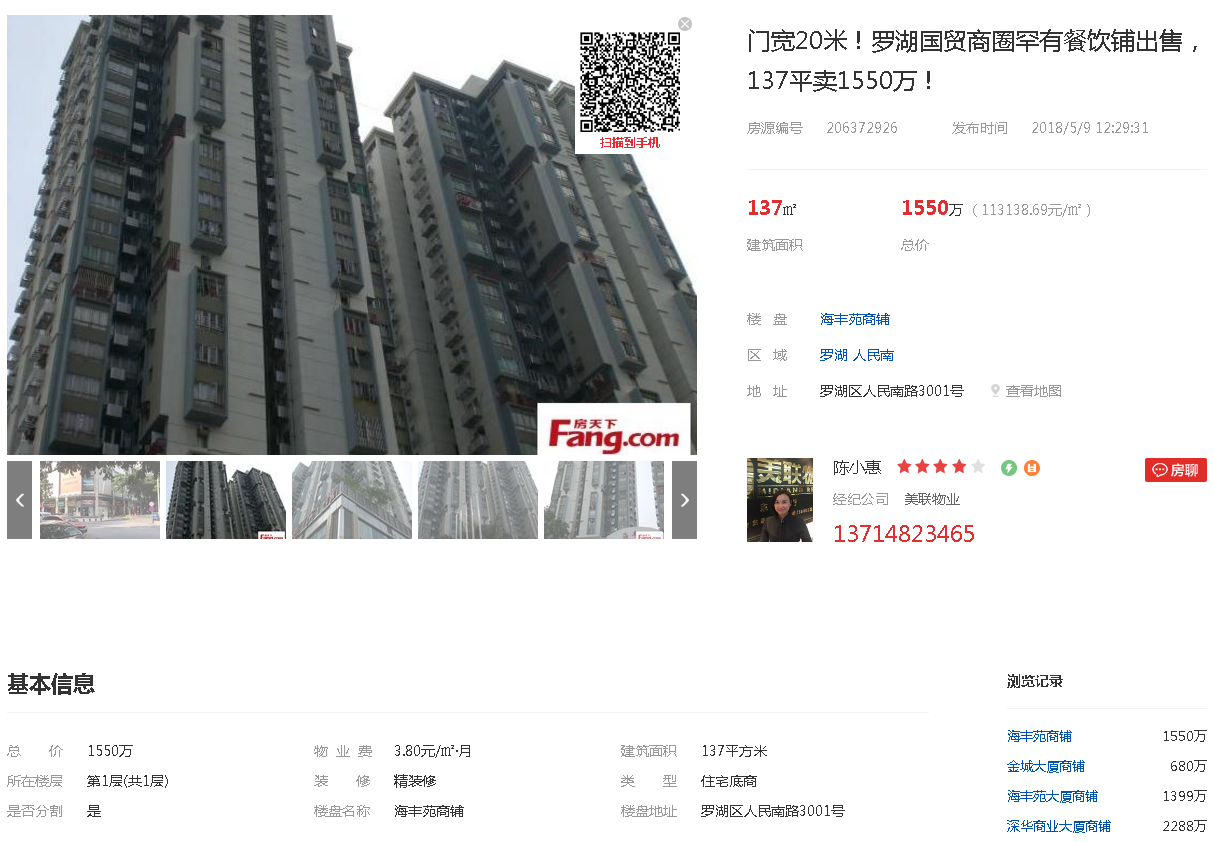 扫描到手机
房天下
Fang.com
门宽20米！罗湖国贸商圈罕有餐饮铺出售，
137平卖1550万！
房源编号 206372926 发布时间 2018/5/9 12:29:31
137㎡ 1550万 （113138.69元/㎡）
建筑面积 总价
楼 盘 海丰苑商铺
区 域 罗湖 人民南
地 址 罗湖区人民南路3001号 查看地图
陈小惠 房聊
经纪公司 美联物业
13714823465
基本信息
总 价 1550万 物 业 费 3.80元/㎡·月 建筑面积 137平方米
所在楼层 第1层(共1层) 装 修 精装修 类 型 住宅底商
是否分割 是 楼盘名称 海丰苑商铺 楼盘地址 罗湖区人民南路3001号
浏览记录
海丰苑商铺 1550万
金城大厦商铺 680万
海丰苑大厦商铺 1399万
深华商业大厦商铺 2288万